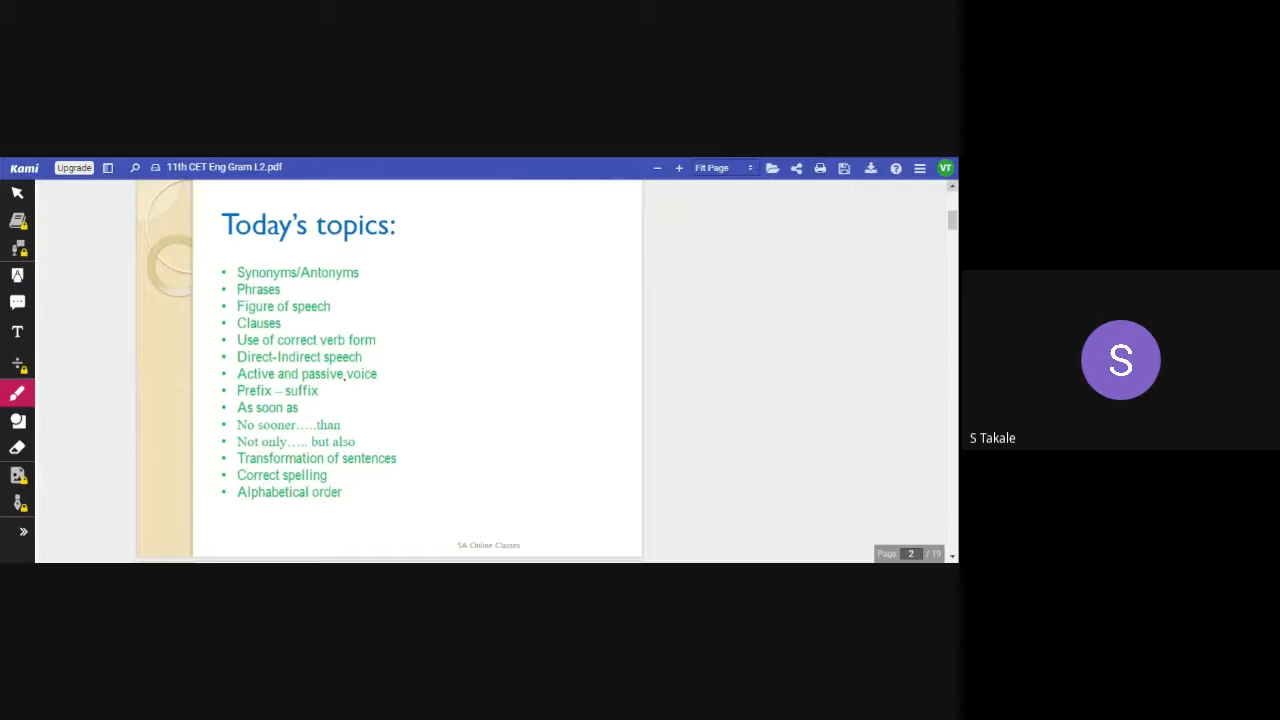 Kami
Upgrade
11th CET Eng Gram L2.pdf
Fit Page
VT
Today's topics:
• Synonyms/Antonyms
• Phrases
• Figure of speech
• Clauses
• Use of correct verb form
• Direct-Indirect speech
• Active and passive voice
• Prefix – suffix
• As soon as
• No sooner…..than
• Not only….. but also
• Transformation of sentences
• Correct spelling
• Alphabetical order
SA Online Classes
Page 2 / 19
S
S Takale